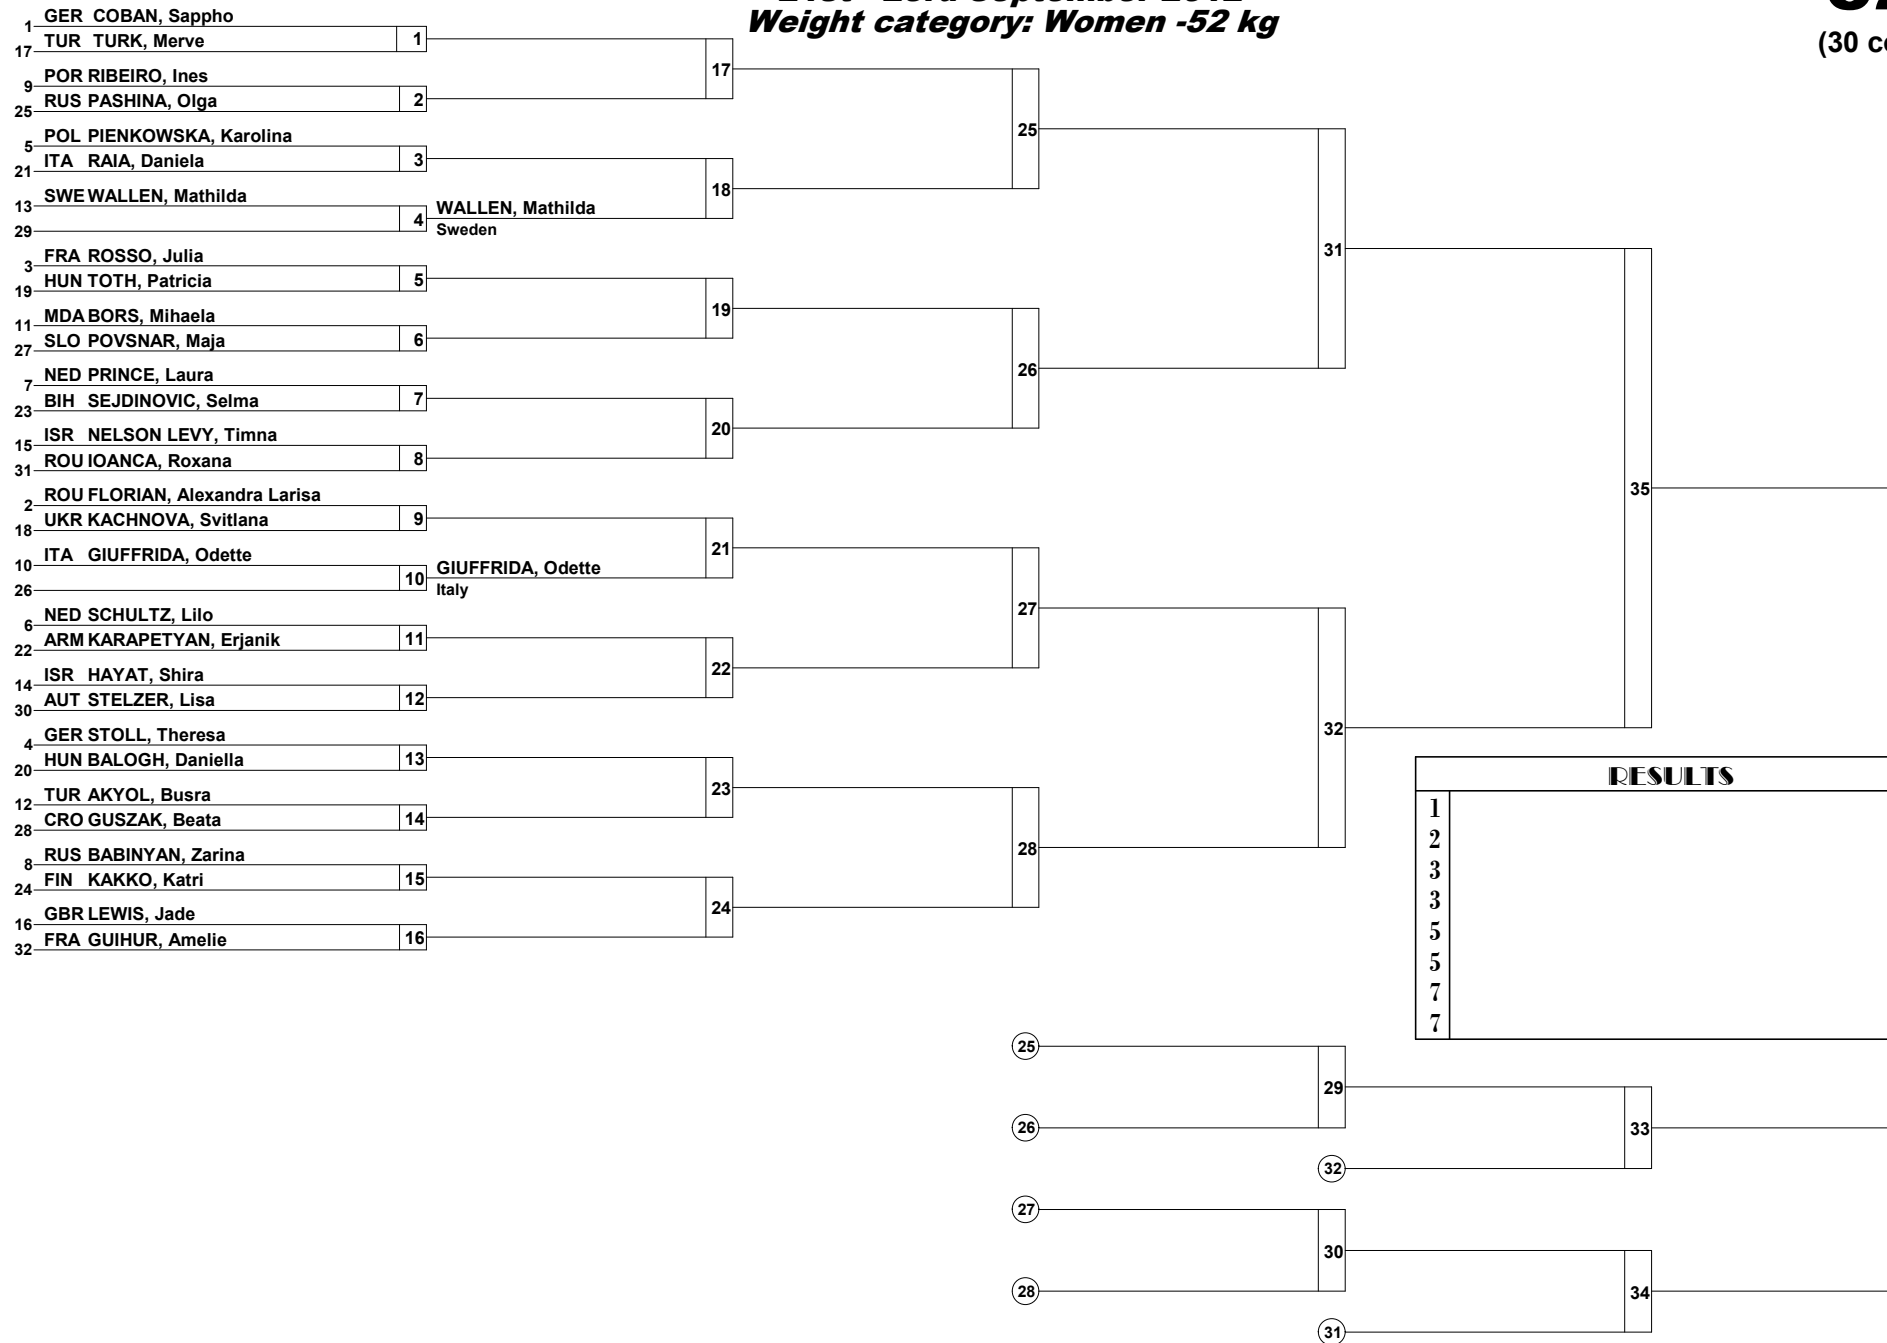 Weight category: Women -52 kg
(30
1 GER COBAN, Sappho
17 TUR TURK, Merve
1
9 POR RIBEIRO, Ines
25 RUS PASHINA, Olga
2
5 POL PIENKOWSKA, Karolina
21 ITA RAIA, Daniela
3
13 SWE WALLEN, Mathilda
29
4
WALLEN, Mathilda
Sweden
3 FRA ROSSO, Julia
19 HUN TOTH, Patricia
5
11 MDA BORS, Mihaela
27 SLO POVSNAR, Maja
6
7 NED PRINCE, Laura
23 BIH SEJDINOVIC, Selma
7
15 ISR NELSON LEVY, Timna
31 ROU IOANCA, Roxana
8
2 ROU FLORIAN, Alexandra Larisa
18 UKR KACHNOVA, Svitlana
9
10 ITA GIUFFRIDA, Odette
26
10
GIUFFRIDA, Odette
Italy
6 NED SCHULTZ, Lilo
22 ARM KARAPETYAN, Erjanik
11
14 ISR HAYAT, Shira
30 AUT STELZER, Lisa
12
4 GER STOLL, Theresa
20 HUN BALOGH, Daniella
13
12 TUR AKYOL, Busra
28 CRO GUSZAK, Beata
14
8 RUS BABINYAN, Zarina
24 FIN KAKKO, Katri
15
16 GBR LEWIS, Jade
32 FRA GUIHUR, Amelie
16
17
18
19
20
21
22
23
24
25
26
27
28
31
32
35
RESULTS
1
2
3
3
5
5
7
7
25
26
29
32
33
27
28
30
31
34